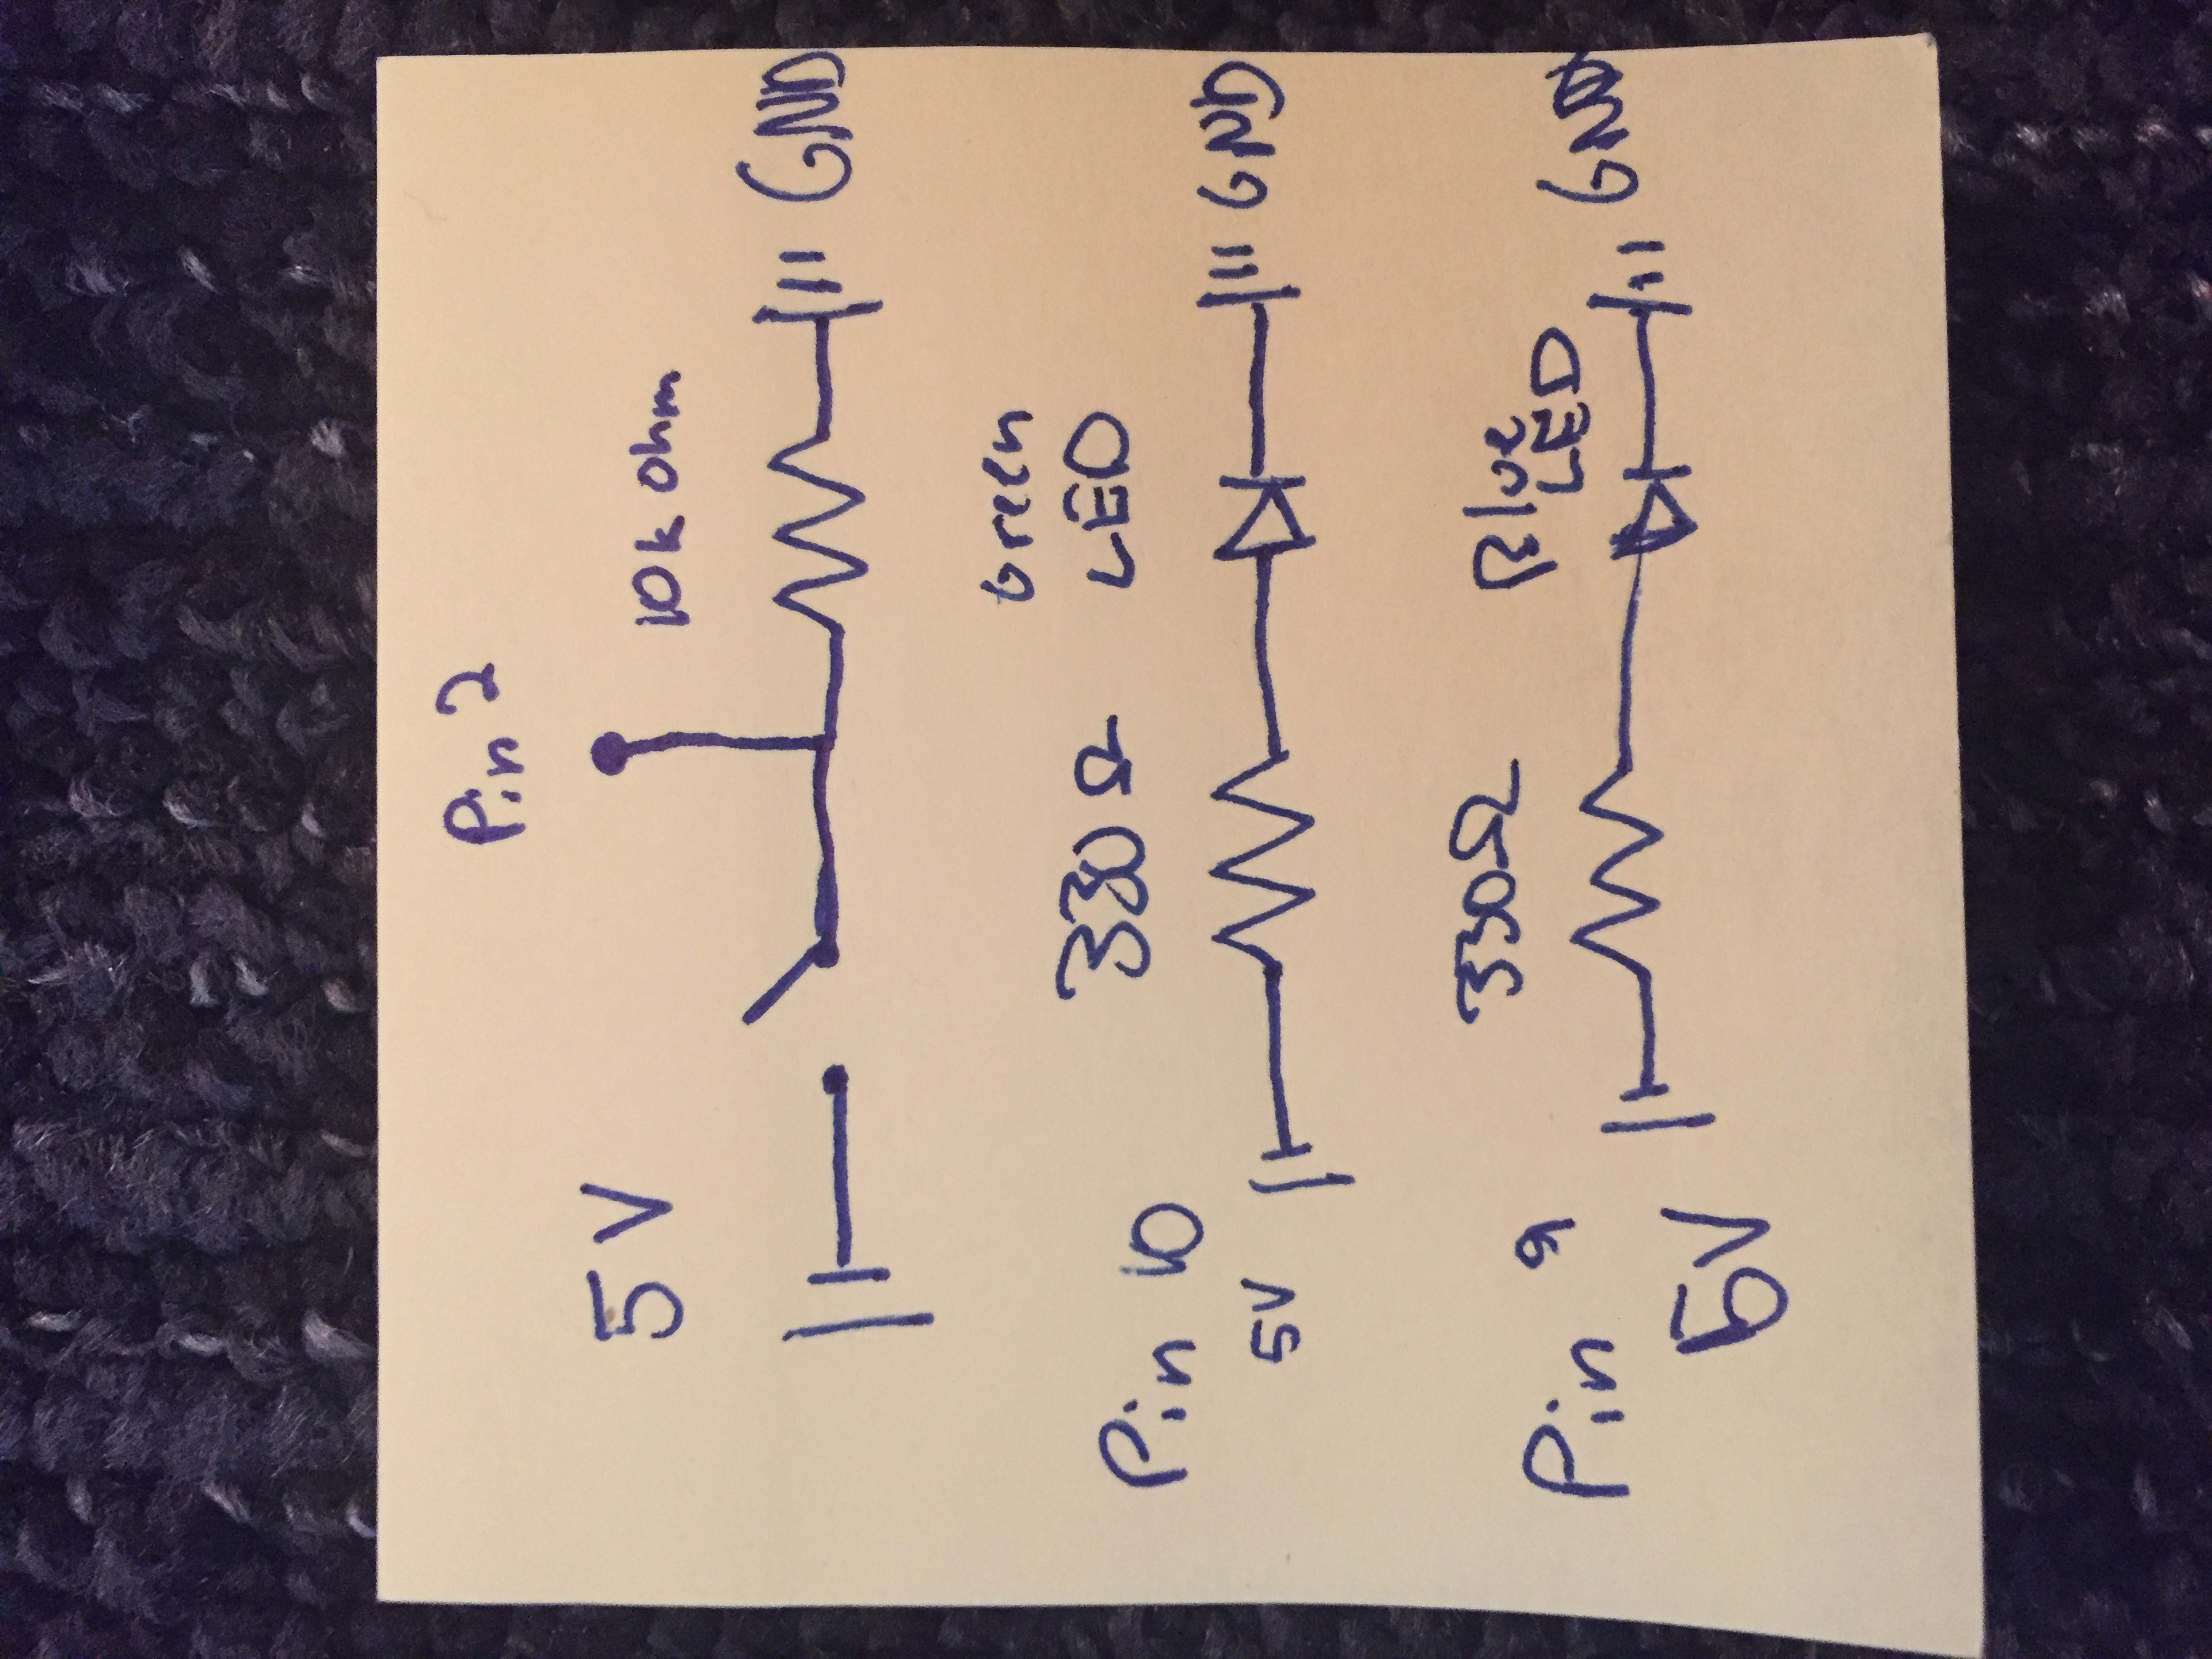 Pin 2
5V
10k Ohm
GND
Green
LED
330Ω
Pin 10
5V
GND
330Ω
Blue
LED
Pin 9
5V
GND